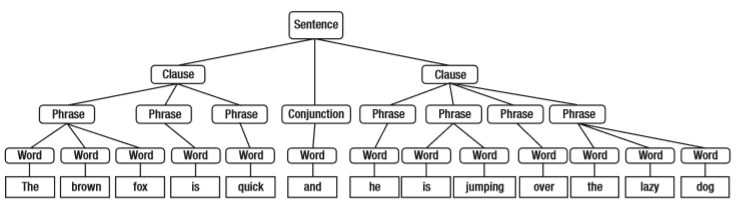 Sentence
Clause Clause
Phrase Phrase Phrase Conjunction Phrase Phrase Phrase Phrase
Word Word Word Word Word Word Word Word Word Word Word Word Word
The brown fox is quick and he is jumping over the lazy dog